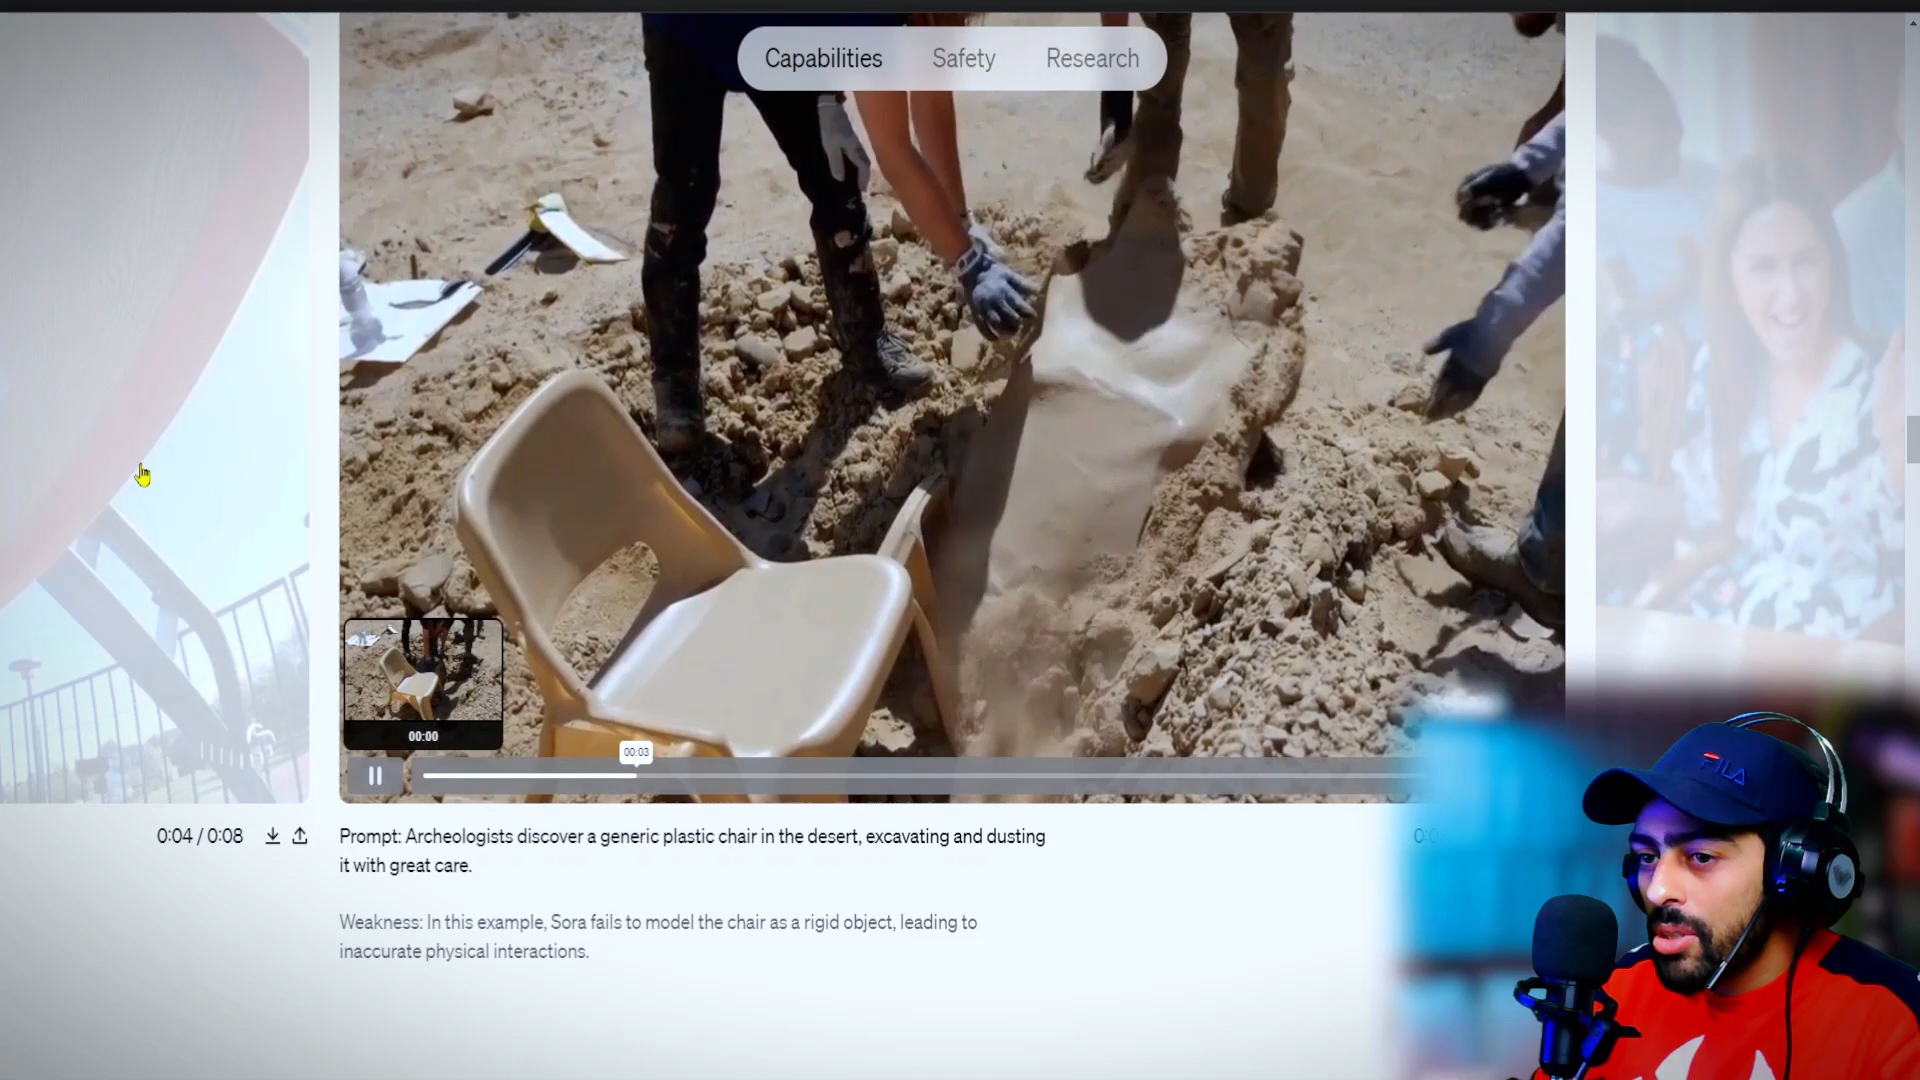 Capabilities Safety Research
00:00
00:03
0:04 / 0:08
Prompt: Archeologists discover a generic plastic chair in the desert, excavating and dusting
it with great care.
Weakness: In this example, Sora fails to model the chair as a rigid object, leading to
inaccurate physical interactions.
FILA